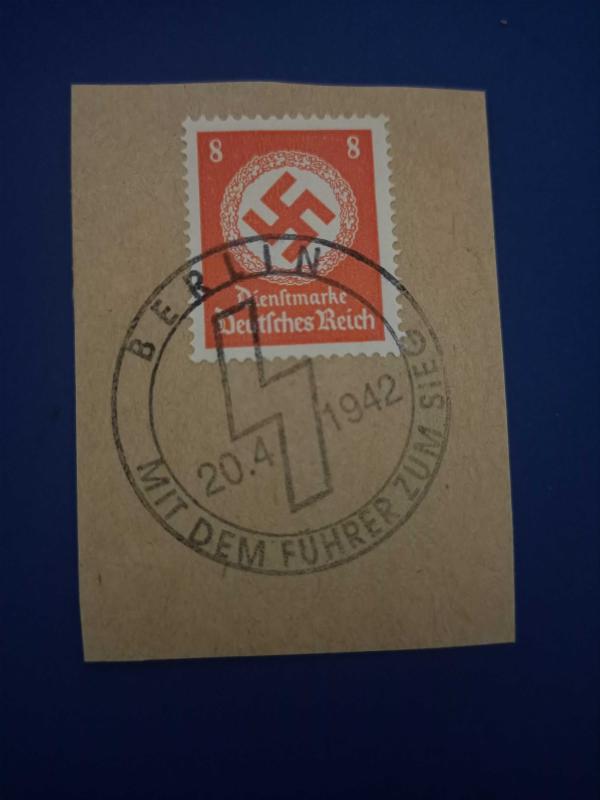 8 8
Dienstmarke
Deutsches Reich
BERLIN
20.4 1942
MIT DEM FÜHRER ZUM SIEG